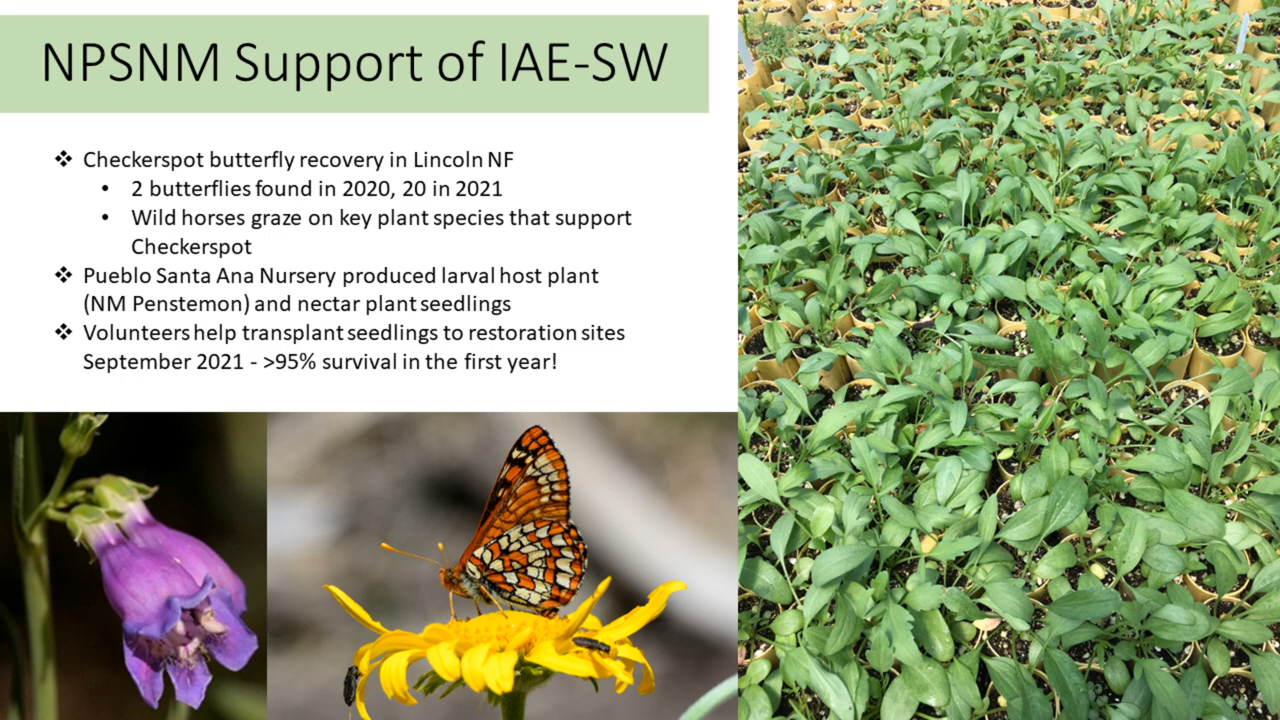 NPSNM Support of IAE-SW
❖ Checkerspot butterfly recovery in Lincoln NF
• 2 butterflies found in 2020, 20 in 2021
• Wild horses graze on key plant species that support
Checkerspot
❖ Pueblo Santa Ana Nursery produced larval host plant
(NM Penstemon) and nectar plant seedlings
❖ Volunteers help transplant seedlings to restoration sites
September 2021 - >95% survival in the first year!